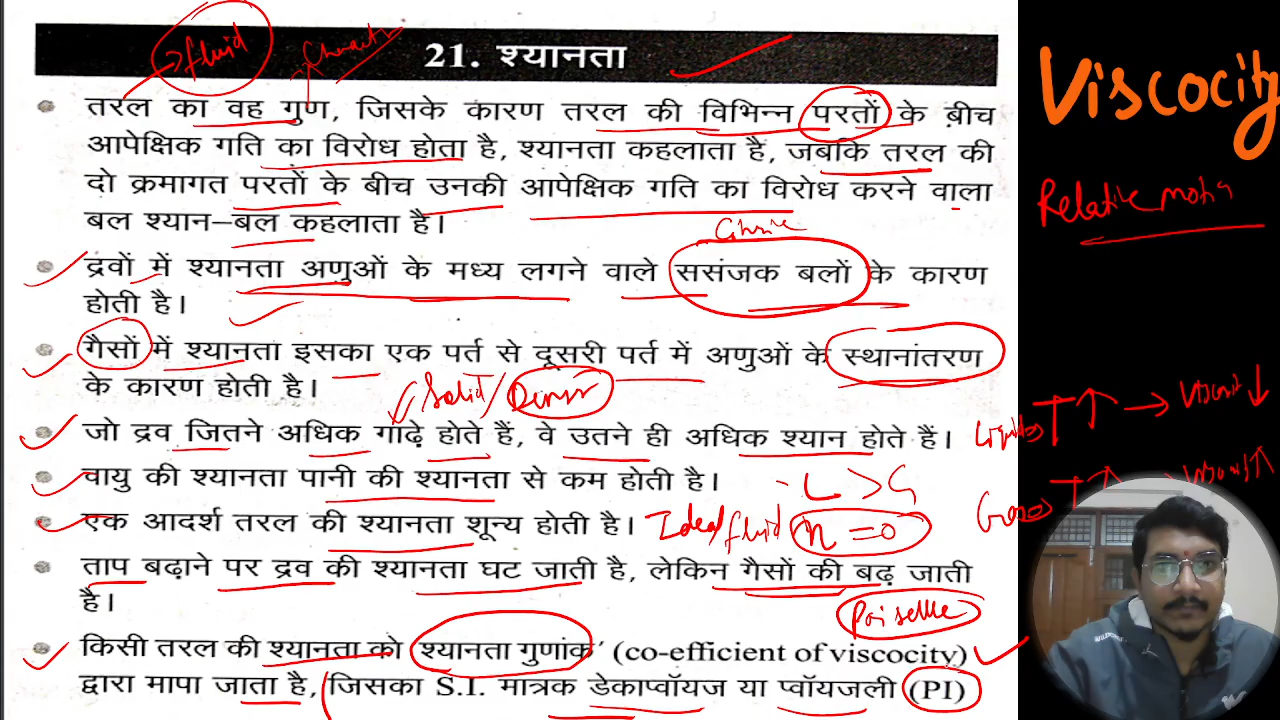 fluid
21. श्यानता
Viscocity
तरल का वह गुण, जिसके कारण तरल की विभिन्न परतों के बीच
आपेक्षिक गति का विरोध होता है, श्यानता कहलाता है, जबकि तरल की
दो क्रमागत परतों के बीच उनकी आपेक्षिक गति का विरोध करने वाला
Relative
बल श्यान–बल कहलाता है।
द्रवों में श्यानता अणुओं के मध्य लगने वाले ससंजक बलों के कारण
होती है।
गैसों में श्यानता इसका एक पर्त से दूसरी पर्त में अणुओं के स्थानांतरण
के कारण होती है।
Solid/
जो द्रव जितने अधिक गाढ़े होते हैं, वे उतने ही अधिक श्यान होते हैं।
T↑ →
वायु की श्यानता पानी की श्यानता से कम होती है।
L > G
एक आदर्श तरल की श्यानता शून्य होती है।
Ideal fluid η = 0
T↑ →
ताप बढ़ाने पर द्रव की श्यानता घट जाती है, लेकिन गैसों की बढ़ जाती
है।
किसी तरल की श्यानता को श्यानता गुणांक' (co-efficient of viscocity)
द्वारा मापा जाता है, जिसका S.I. मात्रक डेकाप्वॉयज या प्वॉयजली (PI)